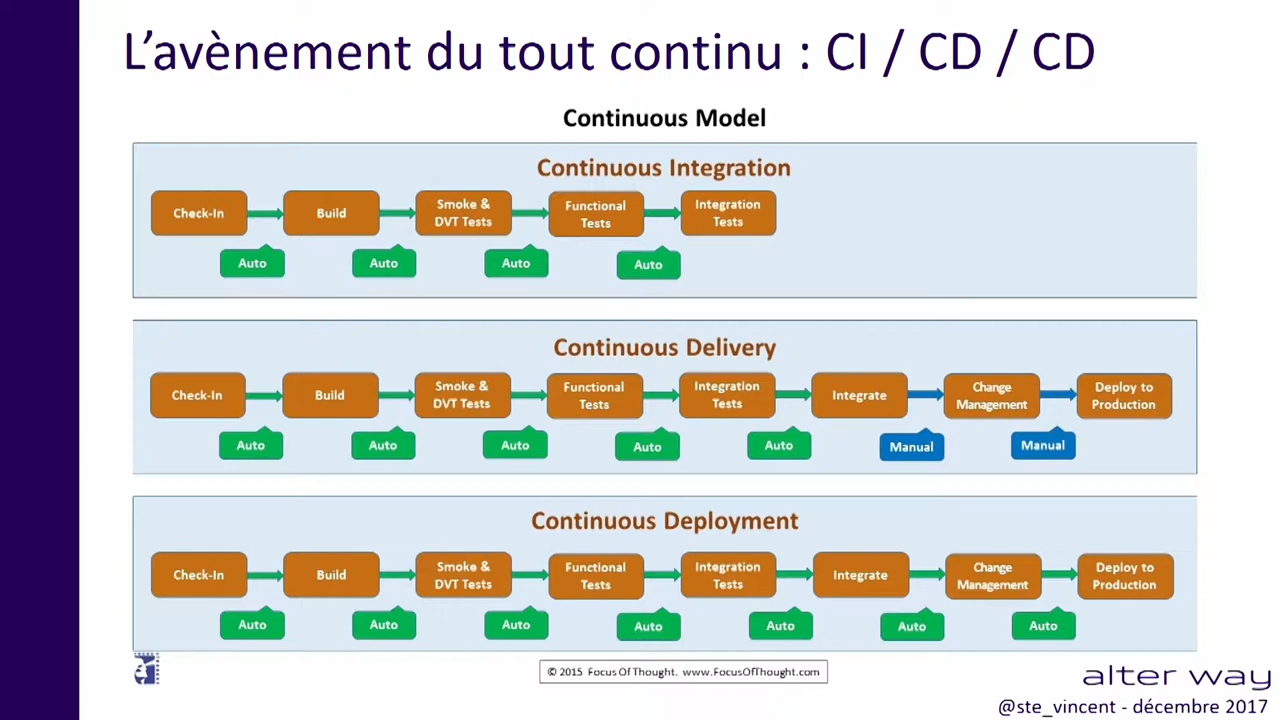 L'avènement du tout continu : CI / CD / CD
Continuous Model
Continuous Integration
Check-In
Build
Smoke &
DVT Tests
Functional
Tests
Integration
Tests
Auto
Auto
Auto
Auto
Continuous Delivery
Check-In
Build
Smoke &
DVT Tests
Functional
Tests
Integration
Tests
Integrate
Change
Management
Deploy to
Production
Auto
Auto
Auto
Auto
Auto
Manual
Manual
Continuous Deployment
Check-In
Build
Smoke &
DVT Tests
Functional
Tests
Integration
Tests
Integrate
Change
Management
Deploy to
Production
Auto
Auto
Auto
Auto
Auto
Auto
Auto
© 2015 Focus Of Thought. www.FocusOfThought.com
alter way
@ste_vincent - décembre 2017